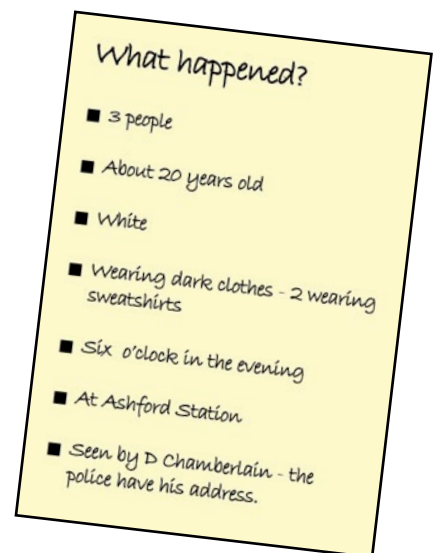 What happened?
■ 3 people
■ About 20 years old
■ White
■ Wearing dark clothes - 2 wearing
sweatshirts
■ Six o'clock in the evening
■ At Ashford Station
■ Seen by D Chamberlain - the
police have his address.